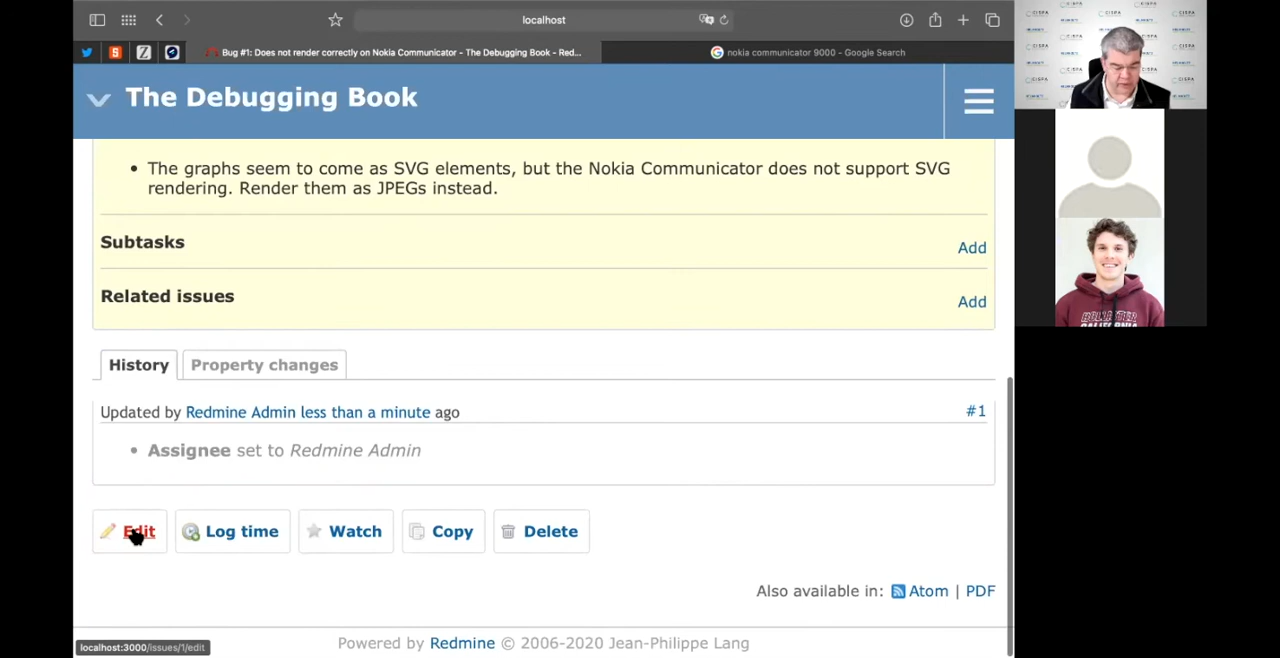 localhost
Bug #1: Does not render correctly on Nokia Communicator - The Debugging Book - Red...
nokia communicator 9000 - Google Search
The Debugging Book
The graphs seem to come as SVG elements, but the Nokia Communicator does not support SVG
rendering. Render them as JPEGs instead.
Subtasks
Add
Related issues
Add
History
Property changes
Updated by Redmine Admin less than a minute ago
#1
Assignee set to Redmine Admin
Edit
Log time
Watch
Copy
Delete
Also available in: Atom | PDF
localhost:3000/issues/1/edit
Powered by Redmine © 2006-2020 Jean-Philippe Lang
CISPA
HOLLISTER
CALIFORNIA